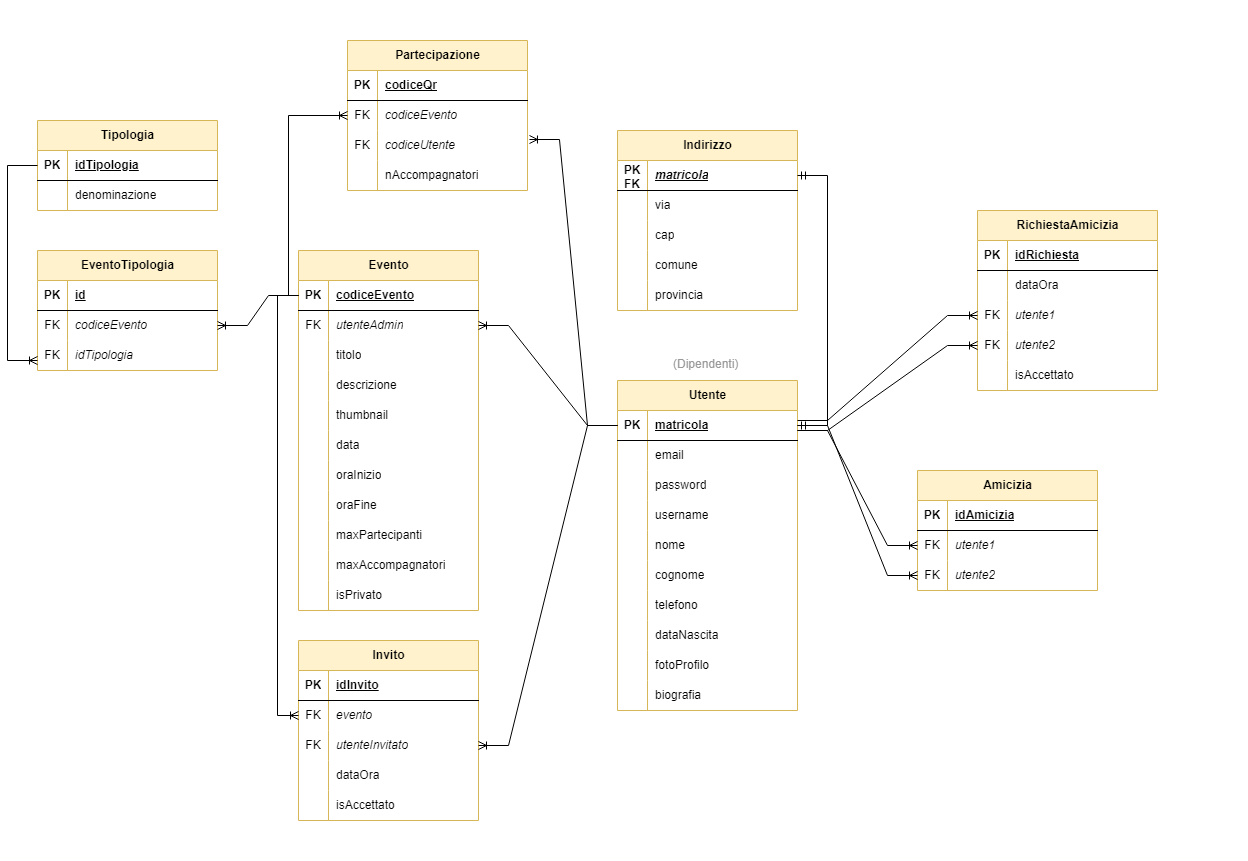 Partecipazione
PK codiceQr
FK codiceEvento
FK codiceUtente
nAccompagnatori
Tipologia
PK idTipologia
denominazione
EventoTipologia
PK id
FK codiceEvento
FK idTipologia
Evento
PK codiceEvento
FK utenteAdmin
titolo
descrizione
thumbnail
data
oraInizio
oraFine
maxPartecipanti
maxAccompagnatori
isPrivato
Invito
PK idInvito
FK evento
FK utenteInvitato
dataOra
isAccettato
Indirizzo
PK
FK matricola
via
cap
comune
provincia
(Dipendenti)
Utente
PK matricola
email
password
username
nome
cognome
telefono
dataNascita
fotoProfilo
biografia
RichiestaAmicizia
PK idRichiesta
dataOra
FK utente1
FK utente2
isAccettato
Amicizia
PK idAmicizia
FK utente1
FK utente2